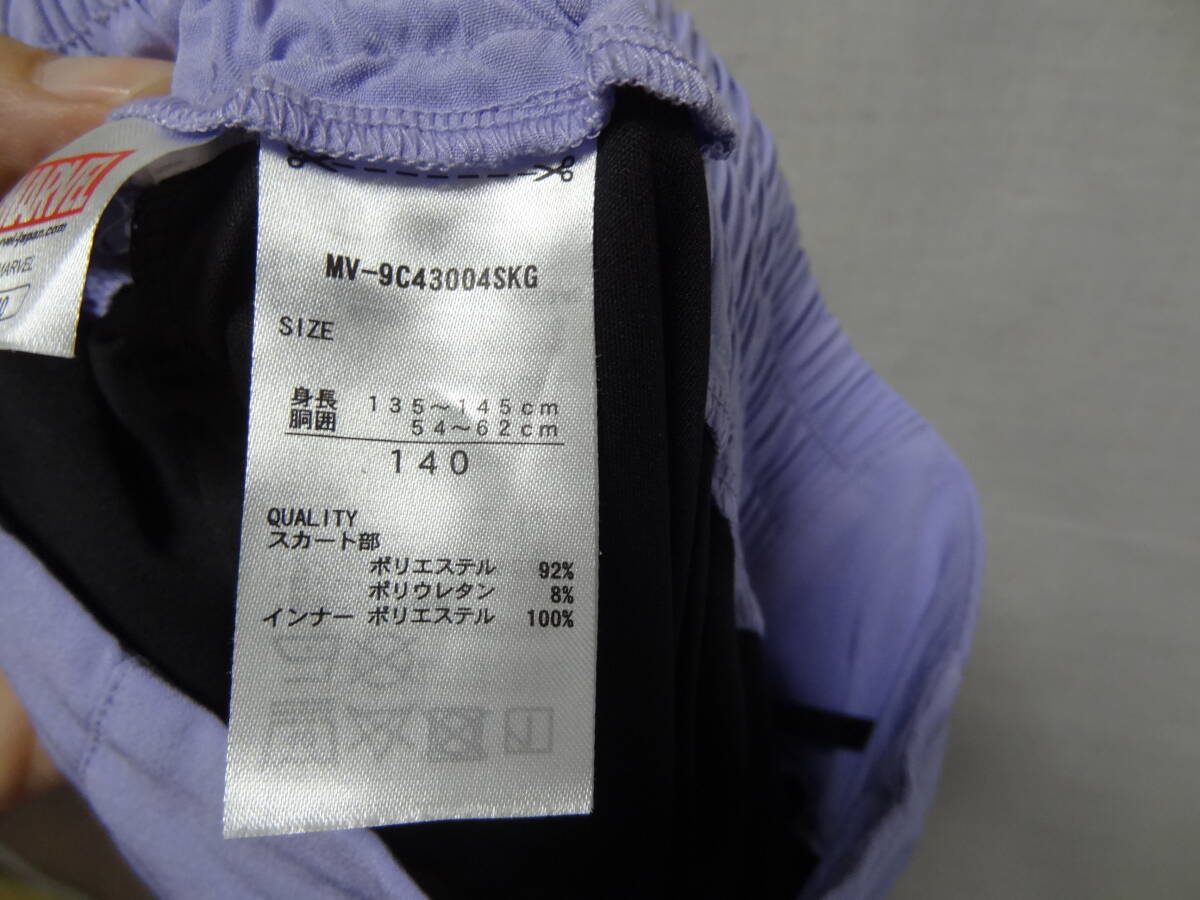 MARVEL
MARVEL
MV-9C43004SKG
SIZE
身長 135～145cm
胴囲 54～62cm
140
QUALITY
スカート部
ポリエステル 92%
ポリウレタン 8%
インナー ポリエステル 100%